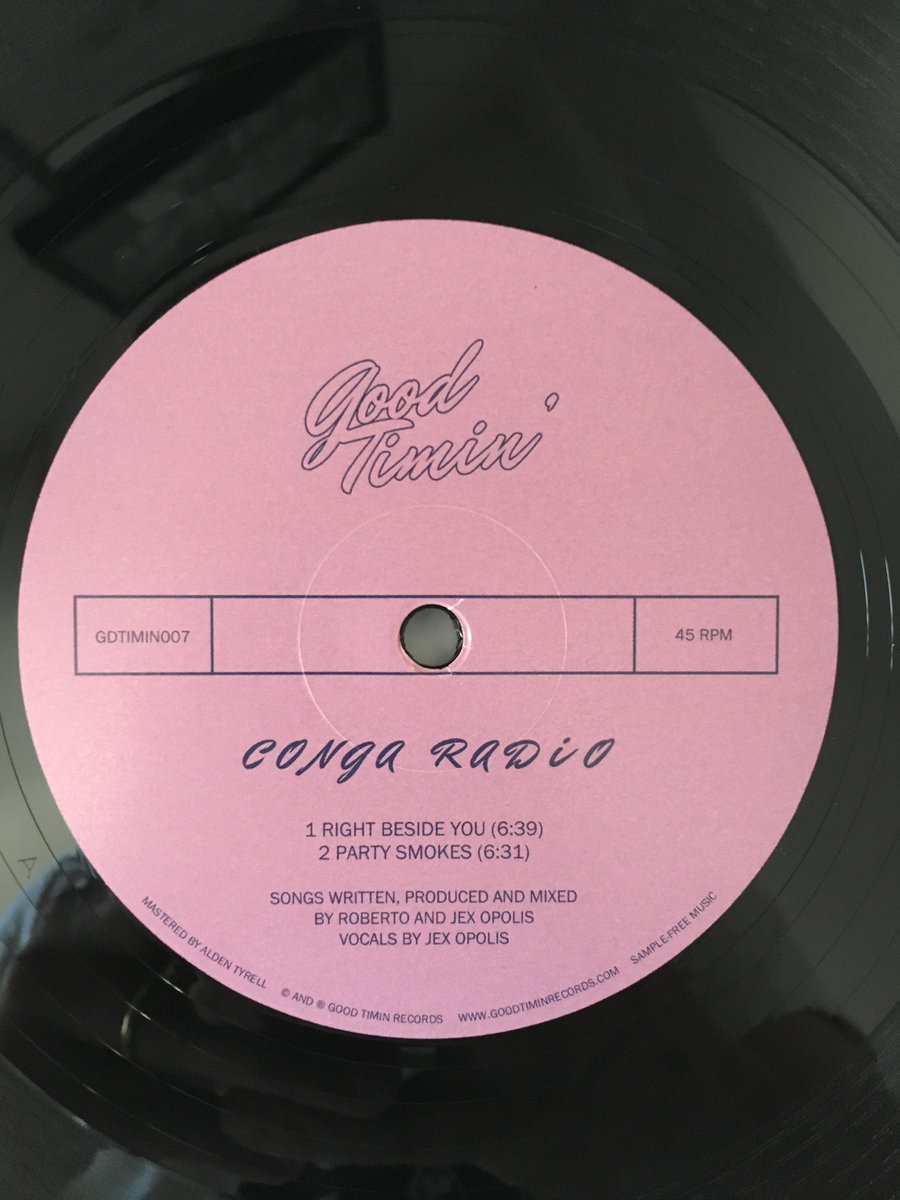 Good
Timin'
GDTIMIN007
45 RPM
CONGA RADiO
1 RIGHT BESIDE YOU (6:39)
2 PARTY SMOKES (6:31)
SONGS WRITTEN, PRODUCED AND MIXED
BY ROBERTO AND JEX OPOLIS
VOCALS BY JEX OPOLIS
MASTERED BY ALDEN TYRELL
© AND ® GOOD TIMIN RECORDS
WWW.GOODTIMINRECORDS.COM
SAMPLE-FREE MUSIC
A